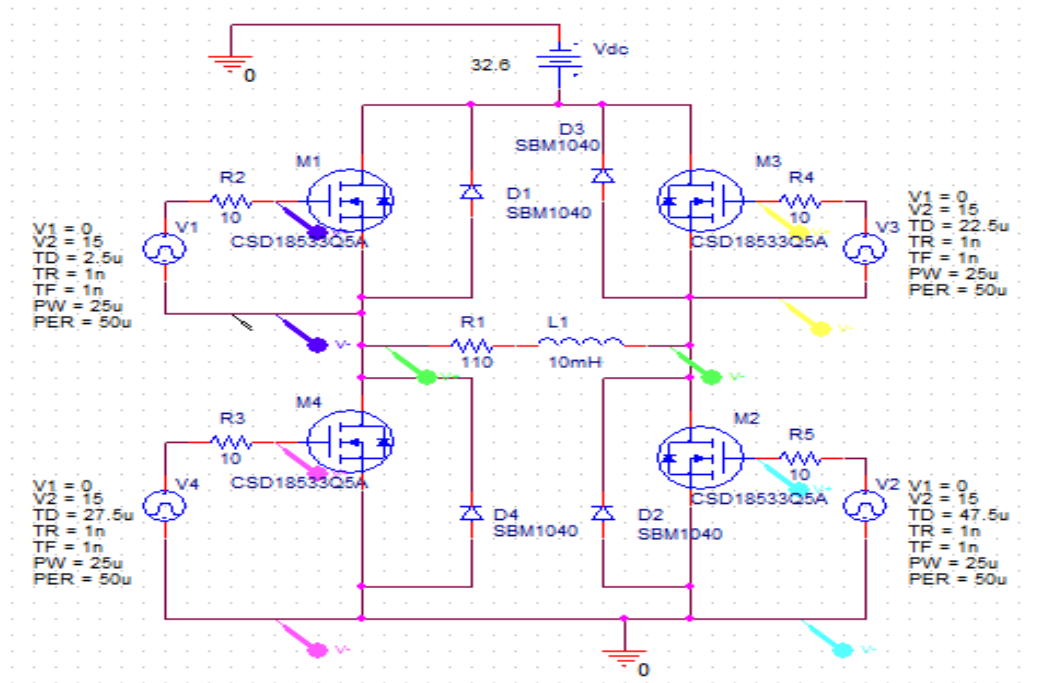 Vdc
32.6
0
D3
SBM1040
M1
M3
R2
10
R4
10
D1
SBM1040
V1
V3
CSD18533Q5A
CSD18533Q5A
V1 = 0
V2 = 15
TD = 2.5u
TR = 1n
TF = 1n
PW = 25u
PER = 50u
V1 = 0
V2 = 15
TD = 22.5u
TR = 1n
TF = 1n
PW = 25u
PER = 50u
V-
V-
R1
110
L1
10mH
V-
M4
M2
R3
10
R5
10
V4
V2
CSD18533Q5A
CSD18533Q5A
V1 = 0
V2 = 15
TD = 27.5u
TR = 1n
TF = 1n
PW = 25u
PER = 50u
D4
SBM1040
D2
SBM1040
V1 = 0
V2 = 15
TD = 47.5u
TR = 1n
TF = 1n
PW = 25u
PER = 50u
V-
V-
0